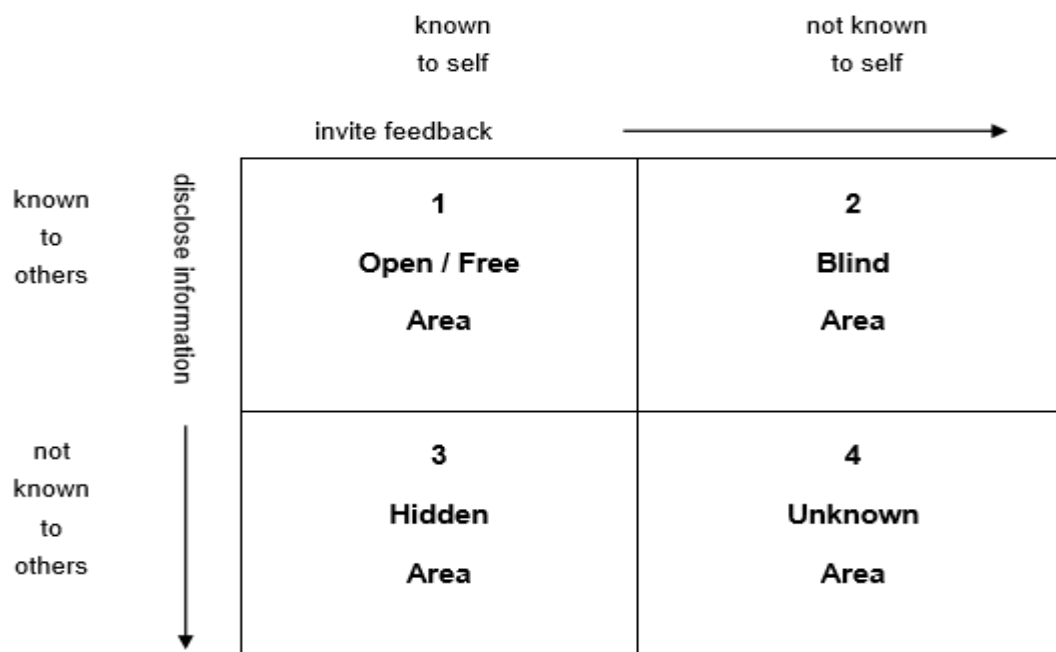 known
to self
not known
to self
invite feedback
known
to
others
disclose information
1
Open / Free
Area
2
Blind
Area
not
known
to
others
3
Hidden
Area
4
Unknown
Area